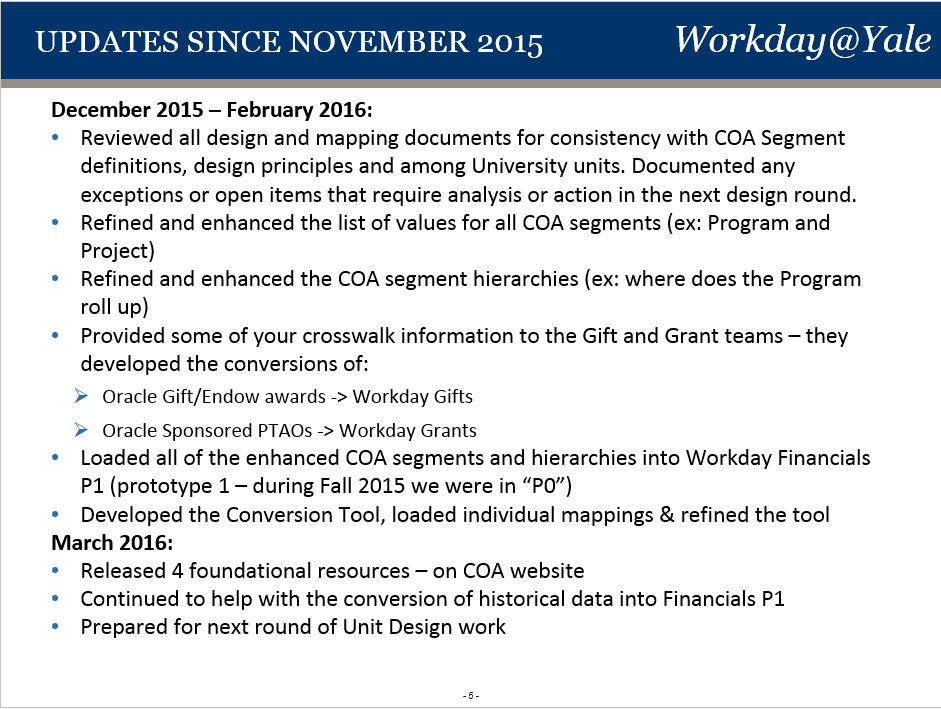 UPDATES SINCE NOVEMBER 2015
Workday@Yale
December 2015 – February 2016:
• Reviewed all design and mapping documents for consistency with COA Segment
definitions, design principles and among University units. Documented any
exceptions or open items that require analysis or action in the next design round.
• Refined and enhanced the list of values for all COA segments (ex: Program and
Project)
• Refined and enhanced the COA segment hierarchies (ex: where does the Program
roll up)
• Provided some of your crosswalk information to the Gift and Grant teams – they
developed the conversions of:
➢ Oracle Gift/Endow awards -> Workday Gifts
➢ Oracle Sponsored PTAOs -> Workday Grants
• Loaded all of the enhanced COA segments and hierarchies into Workday Financials
P1 (prototype 1 – during Fall 2015 we were in “P0”)
• Developed the Conversion Tool, loaded individual mappings & refined the tool
March 2016:
• Released 4 foundational resources – on COA website
• Continued to help with the conversion of historical data into Financials P1
• Prepared for next round of Unit Design work
- 5 -